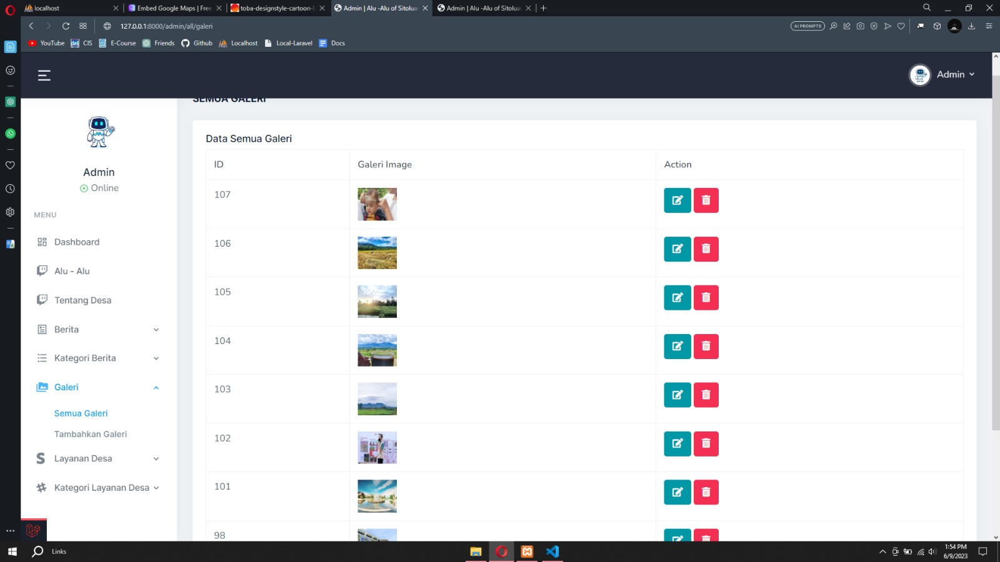 localhost
Embed Google Maps | Free
toba-designstyle-cartoon-l
Admin | Alu -Alu of Sitolua
Admin | Alu -Alu of Sitolua
127.0.0.1:8000/admin/all/galeri
AI PROMPTS
YouTube
del CIS
E-Course
Friends
Github
Localhost
Local-Laravel
Docs
Admin
SEMUA GALERI
Admin
Online
MENU
Dashboard
Alu - Alu
Tentang Desa
Berita
Kategori Berita
Galeri
Semua Galeri
Tambahkan Galeri
Layanan Desa
Kategori Layanan Desa
Data Semua Galeri
ID Galeri Image Action
107
106
105
104
103
102
101
98
Links
1:54 PM
6/9/2023